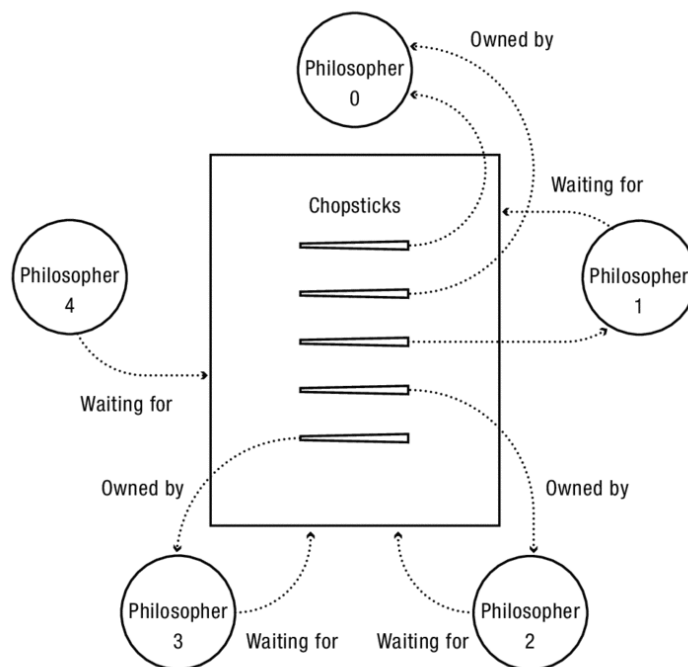 Owned by
Philosopher
0
Waiting for
Chopsticks
Philosopher
4
Philosopher
1
Waiting for
Owned by
Owned by
Philosopher
3
Waiting for
Waiting for
Philosopher
2